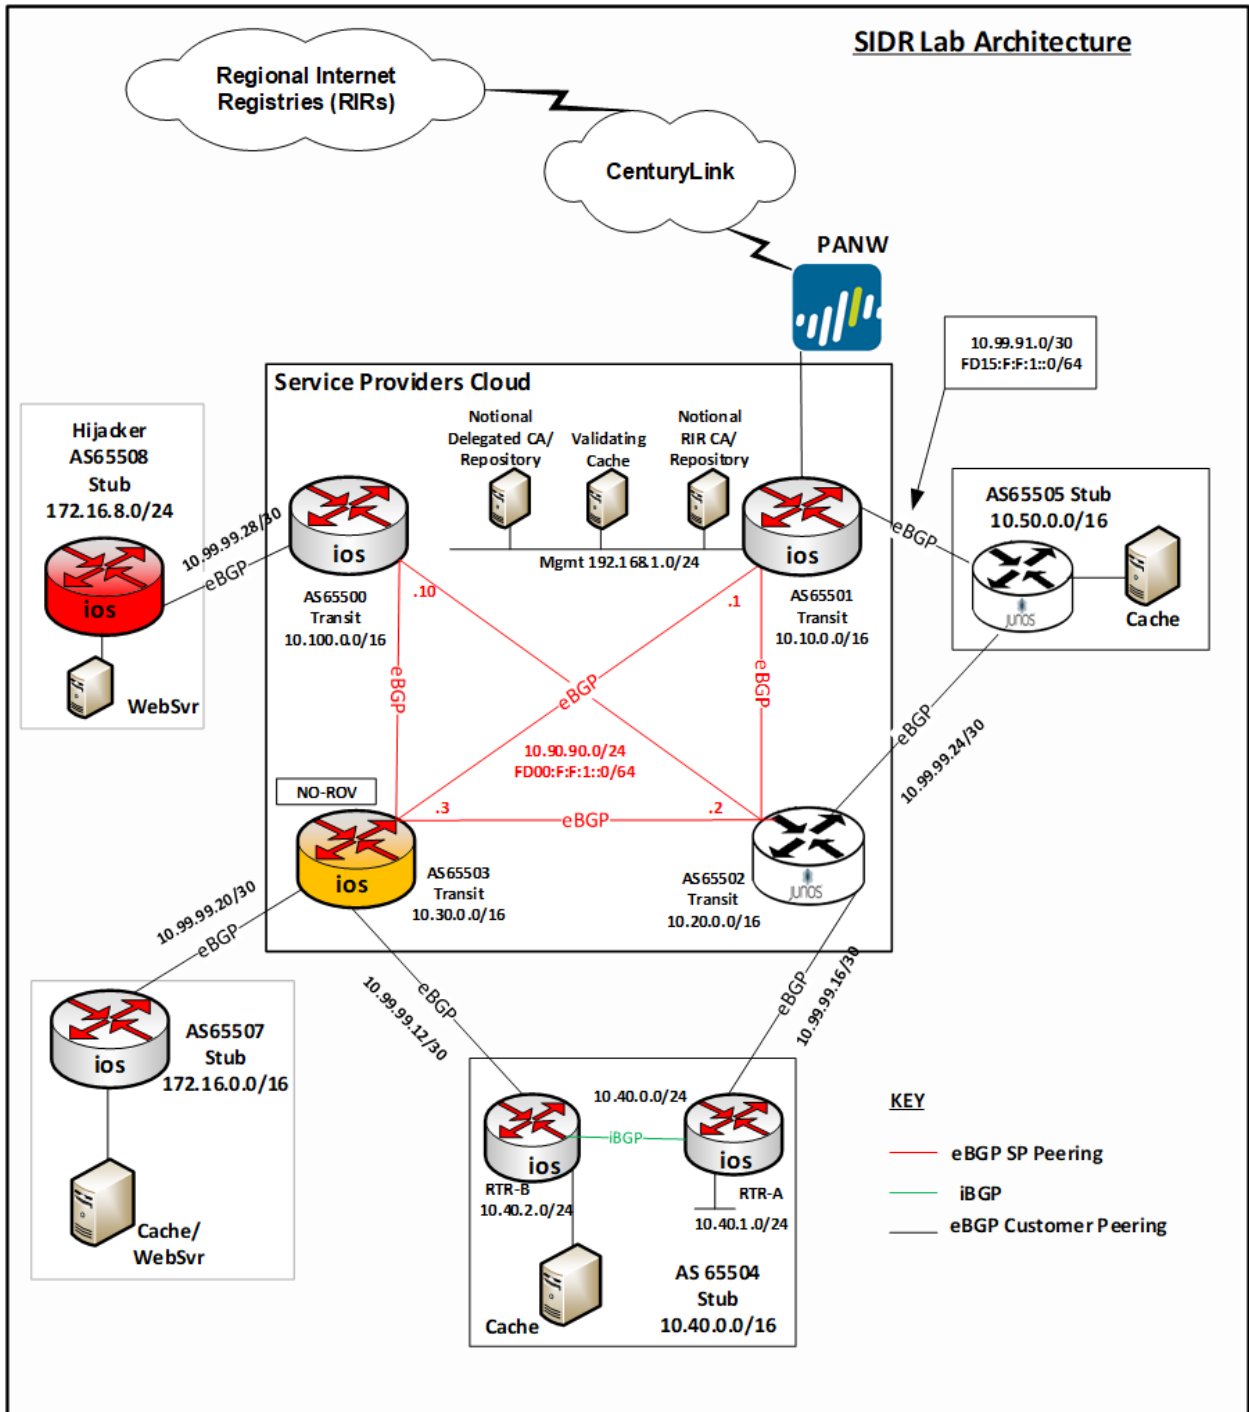 SIDR Lab Architecture
Regional Internet
Registries (RIRs)
CenturyLink
PANW
10.99.91.0/30
FD15:F:F:1::0/64
Service Providers Cloud
Hijacker
AS65508
Stub
172.16.8.0/24
ios
WebSvr
10.99.99.28/30
eBGP
ios
AS65500
Transit
10.100.0.0/16
Notional
Delegated CA/
Repository
Validating
Cache
Notional
RIR CA/
Repository
Mgmt 192.168.1.0/24
ios
AS65501
Transit
10.10.0.0/16
eBGP
AS65505 Stub
10.50.0.0/16
JUNOS
Cache
.10
.1
eBGP
eBGP
eBGP
10.90.90.0/24
FD00:F:F:1::0/64
eBGP
10.99.99.24/30
NO-ROV
.3
.2
eBGP
ios
AS65503
Transit
10.30.0.0/16
AS65502
Transit
10.20.0.0/16
JUNOS
10.99.99.20/30
eBGP
eBGP
10.99.99.12/30
eBGP
10.99.99.16/30
ios
AS65507
Stub
172.16.0.0/16
Cache/
WebSvr
10.40.0.0/24
ios
iBGP
ios
RTR-B
10.40.2.0/24
RTR-A
10.40.1.0/24
Cache
AS 65504
Stub
10.40.0.0/16
KEY
eBGP SP Peering
iBGP
eBGP Customer Peering